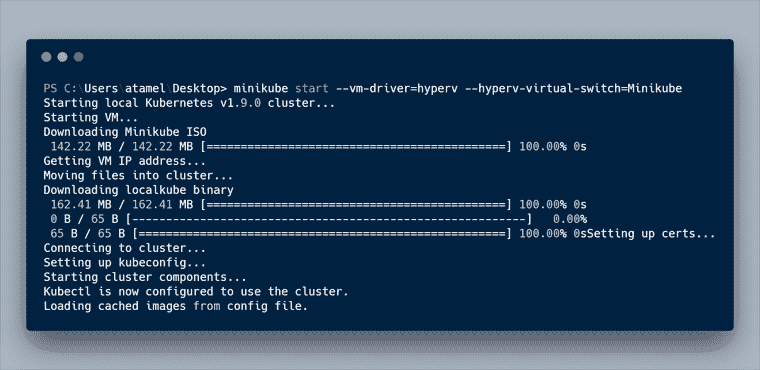 PS C:\Users\atamel\Desktop> minikube start --vm-driver=hyperv --hyperv-virtual-switch=Minikube
Starting local Kubernetes v1.9.0 cluster...
Starting VM...
Downloading Minikube ISO
 142.22 MB / 142.22 MB [============================================] 100.00% 0s
Getting VM IP address...
Moving files into cluster...
Downloading localkube binary
 162.41 MB / 162.41 MB [============================================] 100.00% 0s
 0 B / 65 B [----------------------------------------------------------]   0.00%
 65 B / 65 B [======================================================] 100.00% 0sSetting up certs...
Connecting to cluster...
Setting up kubeconfig...
Starting cluster components...
Kubectl is now configured to use the cluster.
Loading cached images from config file.